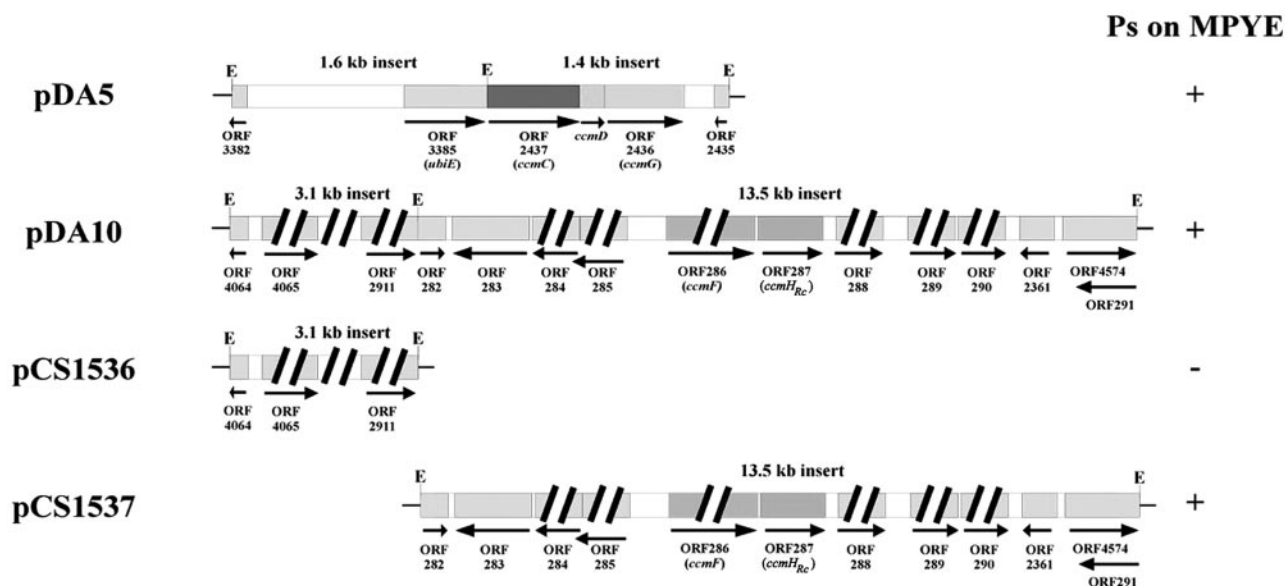 Ps on MPYE
1.6 kb insert 1.4 kb insert
E E E
pDA5 +
ORF ORF ORF ccmD ORF ORF
3382 3385 2437 2436 2435
(ubiE) (ccmC) (ccmG)
3.1 kb insert 13.5 kb insert
E E E
pDA10 +
ORF ORF ORF ORF ORF ORF ORF ORF286 ORF287 ORF ORF ORF ORF ORF4574
4064 4065 2911 282 283 284 285 (ccmF) (ccmH_Rc) 288 289 290 2361 ORF291
3.1 kb insert
E E
pCS1536 -
ORF ORF ORF
4064 4065 2911
13.5 kb insert
E E
pCS1537 +
ORF ORF ORF ORF ORF286 ORF287 ORF ORF ORF ORF ORF4574
282 283 284 285 (ccmF) (ccmH_Rc) 288 289 290 2361 ORF291